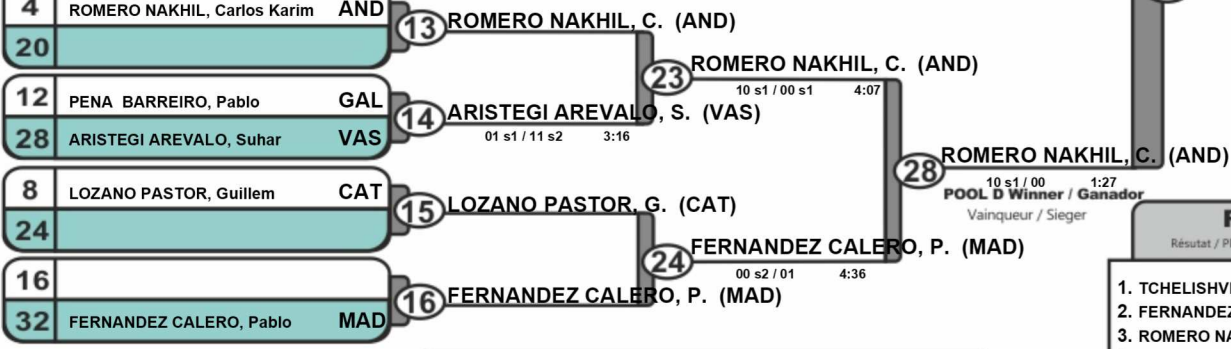 4 ROMERO NAKHIL, Carlos Karim AND
20
13 ROMERO NAKHIL, C. (AND)
12 PENA BARREIRO, Pablo GAL
28 ARISTEGI AREVALO, Suhar VAS
14 ARISTEGI AREVALO, S. (VAS)
01 s1 / 11 s2 3:16
23 ROMERO NAKHIL, C. (AND)
10 s1 / 00 s1 4:07
8 LOZANO PASTOR, Guillem CAT
24
15 LOZANO PASTOR, G. (CAT)
16
32 FERNANDEZ CALERO, Pablo MAD
16 FERNANDEZ CALERO, P. (MAD)
24 FERNANDEZ CALERO, P. (MAD)
00 s2 / 01 4:36
28 ROMERO NAKHIL, C. (AND)
10 s1 / 00 1:27
POOL D Winner / Ganador
Vainqueur / Sieger
Résutat /
1.
2. FERNANDEZ
3. ROMERO